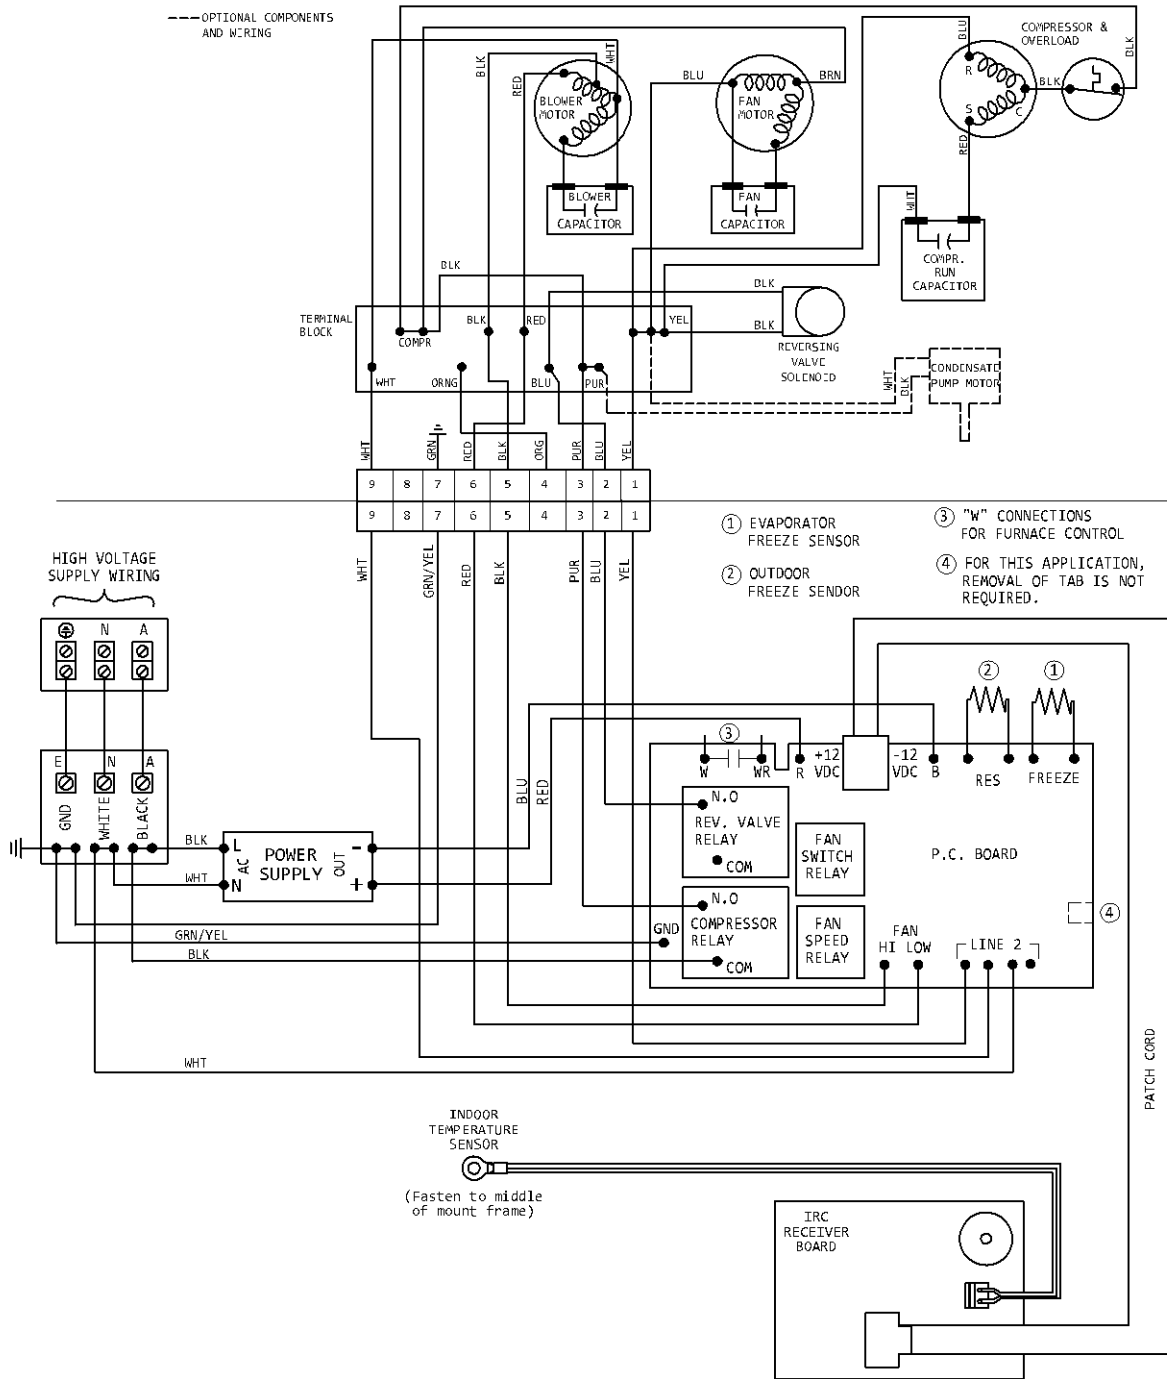 OPTIONAL COMPONENTS
AND WIRING
COMPRESSOR &
OVERLOAD
BLU
BLK
WHT
BLK
RED
BLU
BRN
BLK
R
S
C
RED
BLOWER
MOTOR
FAN
MOTOR
BLOWER
CAPACITOR
FAN
CAPACITOR
WHT
COMPR.
RUN
CAPACITOR
BLK
BLK
BLK
TERMINAL
BLOCK
COMPR
BLK
RED
YEL
WHT
ORNG
BLU
PUR
REVERSING
VALVE
SOLENOID
WHT
BLK
CONDENSATE
PUMP MOTOR
WHT
GRN
RED
BLK
ORG
PUR
BLU
YEL
9 8 7 6 5 4 3 2 1
9 8 7 6 5 4 3 2 1
1 EVAPORATOR
FREEZE SENSOR
2 OUTDOOR
FREEZE SENDOR
3 "W" CONNECTIONS
FOR FURNACE CONTROL
4 FOR THIS APPLICATION,
REMOVAL OF TAB IS NOT
REQUIRED.
HIGH VOLTAGE
SUPPLY WIRING
WHT
GRN/YEL
RED
BLK
PUR
BLU
YEL
N A
E N A
GND
WHITE
BLACK
BLK
WHT
L
N
AC
POWER
SUPPLY
OUT
-
+
BLU
RED
3
2
1
W
WR
R
+12
VDC
-12
VDC
B
RES
FREEZE
N.O
REV. VALVE
RELAY
COM
FAN
SWITCH
RELAY
P.C. BOARD
N.O
COMPRESSOR
RELAY
COM
GND
FAN
SPEED
RELAY
FAN
HI LOW
LINE 2
4
GRN/YEL
BLK
WHT
PATCH CORD
INDOOR
TEMPERATURE
SENSOR
(Fasten to middle
of mount frame)
IRC
RECEIVER
BOARD